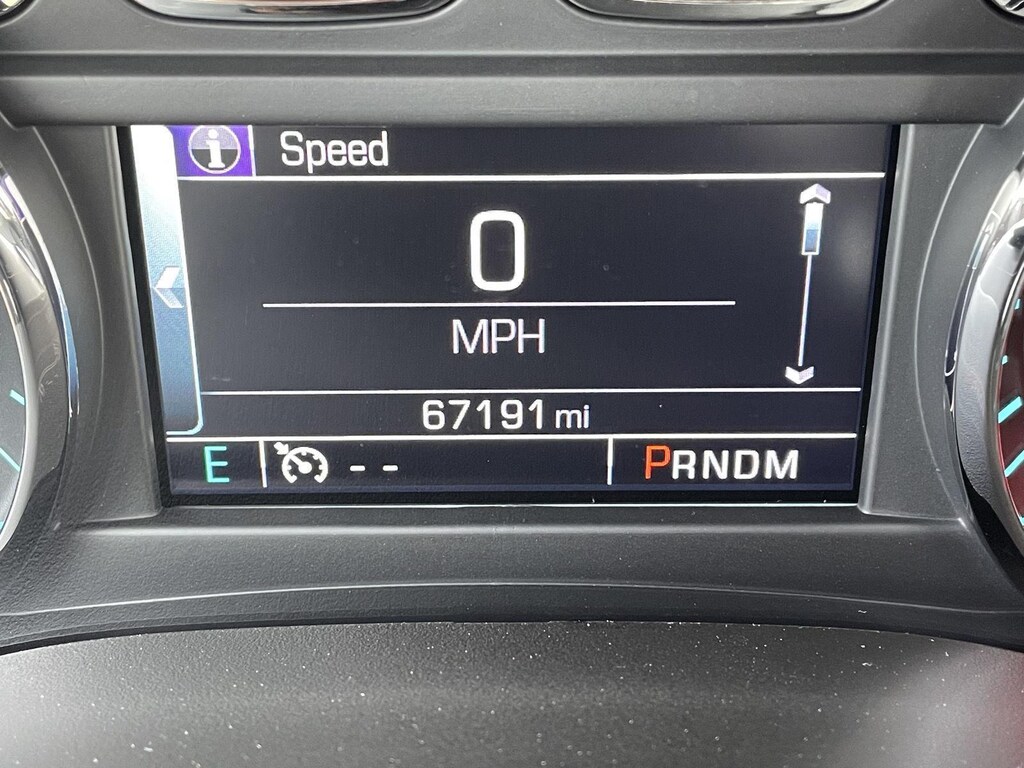 i Speed
0
MPH
67191 mi
E -- PRNDM